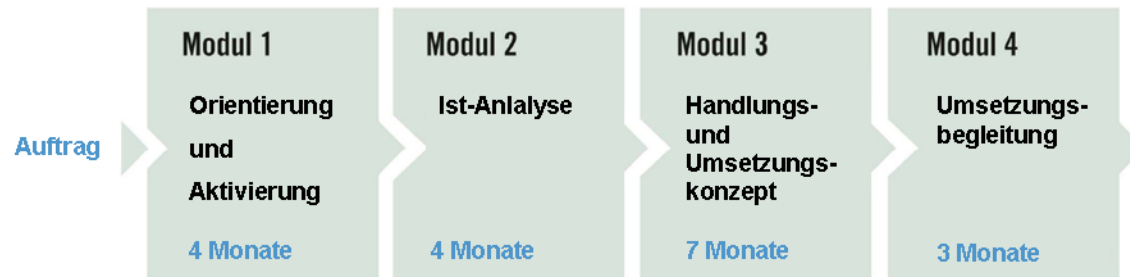 Auftrag
Modul 1
Orientierung
und
Aktivierung
4 Monate
Modul 2
Ist-Anlalyse
4 Monate
Modul 3
Handlungs-
und
Umsetzungs-
konzept
7 Monate
Modul 4
Umsetzungs-
begleitung
3 Monate